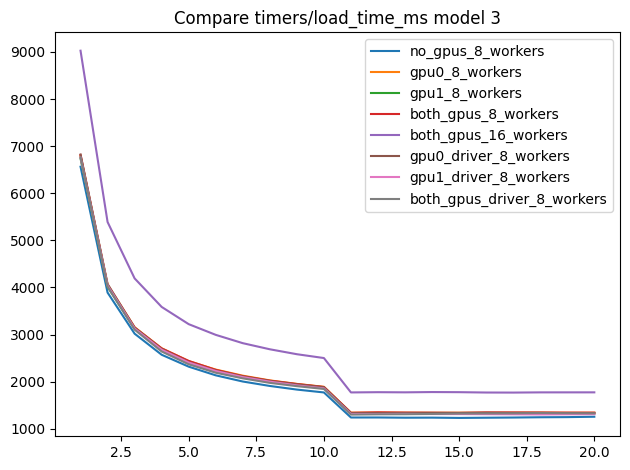 Compare timers/load_time_ms model 3
no_gpus_8_workers
gpu0_8_workers
gpu1_8_workers
both_gpus_8_workers
both_gpus_16_workers
gpu0_driver_8_workers
gpu1_driver_8_workers
both_gpus_driver_8_workers
9000
8000
7000
6000
5000
4000
3000
2000
1000
2.5 5.0 7.5 10.0 12.5 15.0 17.5 20.0